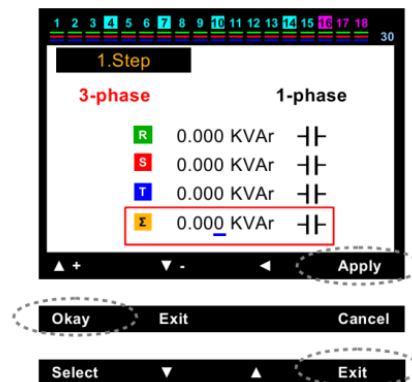 1 2 3 4 5 6 7 8 9 10 11 12 13 14 15 16 17 18
30
1.Step
3-phase 1-phase
R 0.000 KVAr
S 0.000 KVAr
T 0.000 KVAr
Σ 0.000 KVAr
▲ + ▼ - ◄ Apply
Okay Exit Cancel
Select ▼ ▲ Exit